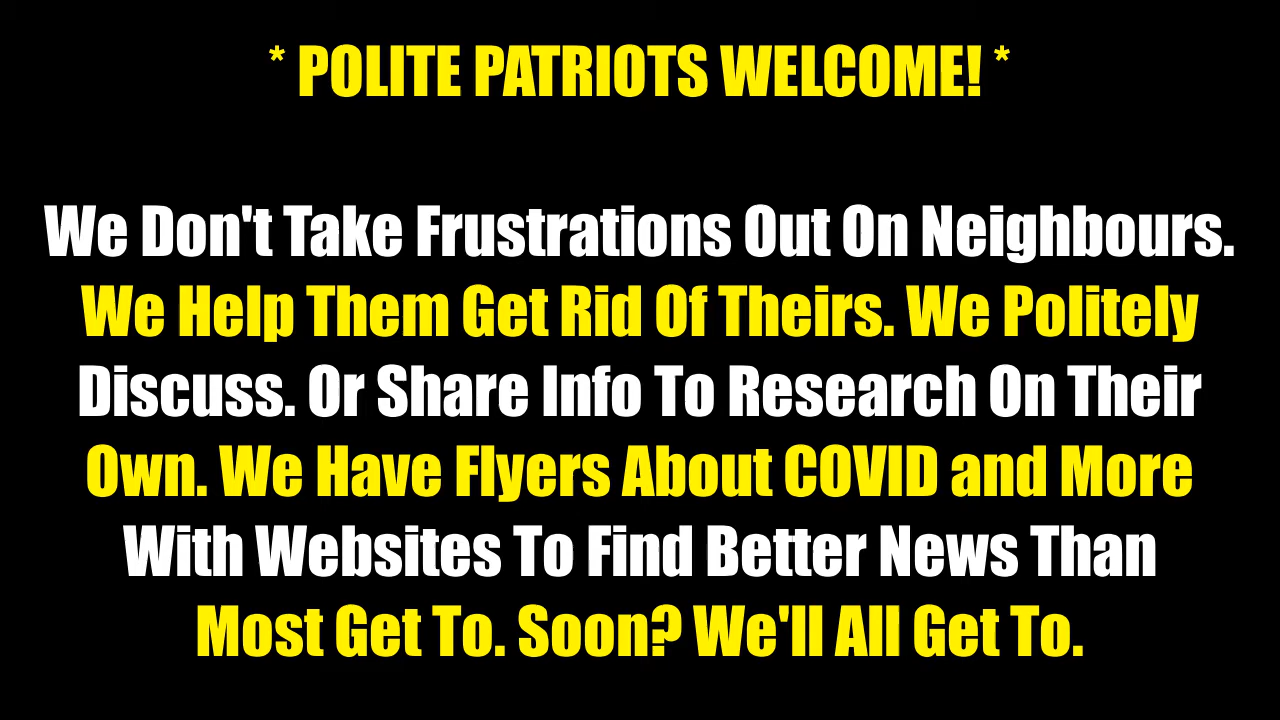 * POLITE PATRIOTS WELCOME! *
We Don't Take Frustrations Out On Neighbours.
We Help Them Get Rid Of Theirs. We Politely
Discuss. Or Share Info To Research On Their
Own. We Have Flyers About COVID and More
With Websites To Find Better News Than
Most Get To. Soon? We'll All Get To.